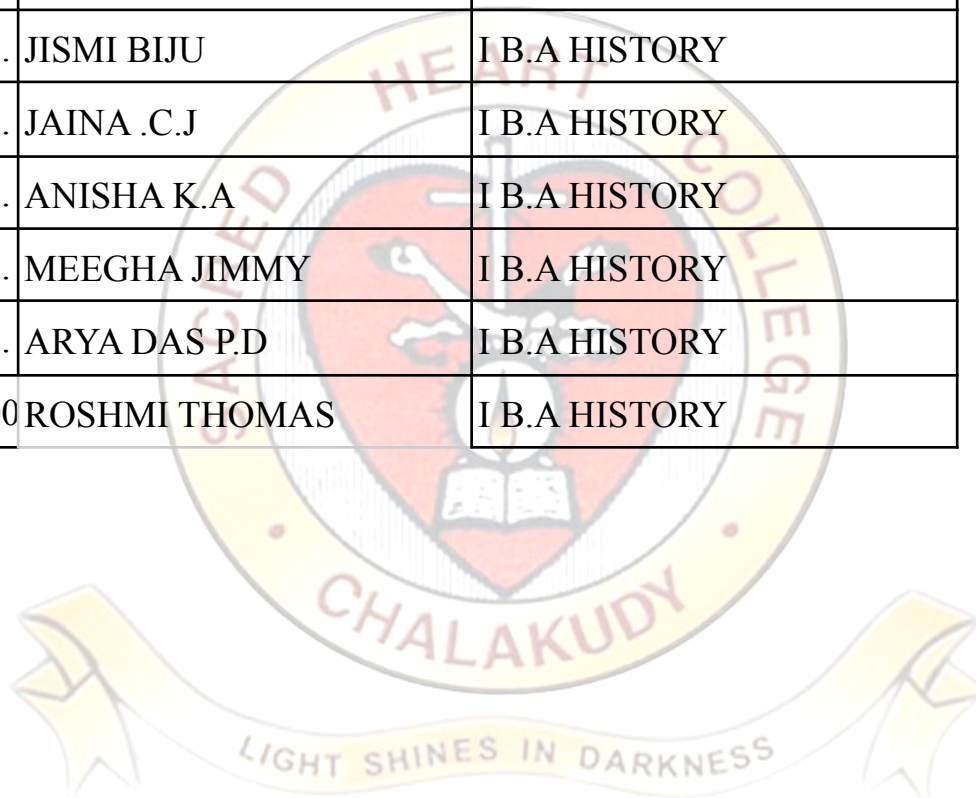 . JISMI BIJU I B.A HISTORY
. JAINA .C.J I B.A HISTORY
. ANISHA K.A I B.A HISTORY
. MEEGHA JIMMY I B.A HISTORY
. ARYA DAS P.D I B.A HISTORY
0 ROSHMI THOMAS I B.A HISTORY
SACRED HEART COLLEGE
CHALAKUDY
LIGHT SHINES IN DARKNESS